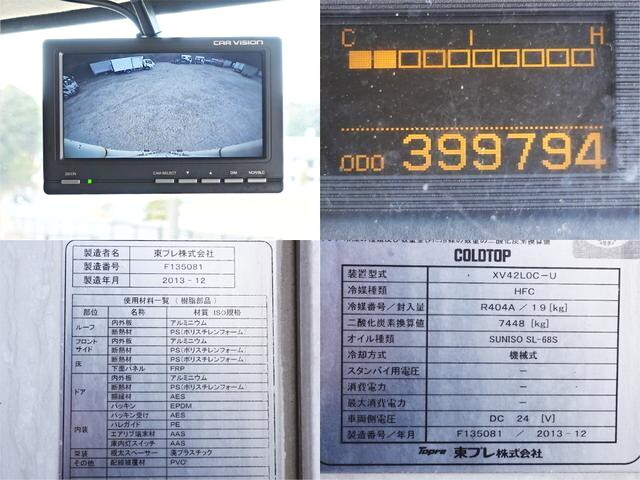 CAR VISION
CAM-SELECT ▼ ▲ DIM NOR/BLC
C I H
ODO 399794
製造者名 東プレ株式会社
製造番号 F135081
製造年月 2013-12
使用材料一覧(樹脂部品)
部位 名称 材質 ISO規格
ルーフ 内外板 アルミニウム
断熱材 PS(ポリスチレンフォーム)
フロント サイド 内外板 アルミニウム
断熱材 PS(ポリスチレンフォーム)
床 断熱材 PS(ポリスチレンフォーム)
下面パネル FRP
ドア 内外板 アルミニウム
断熱材 PS(ポリスチレンフォーム)
額縁材 AES
パッキン EPDM
内装 パッキン受け AES
ハレガイド PE
エアリブ端末材 AAS
庫内灯スイッチ AAS
架装 根太スペーサー 廃プラスチック
その他 配線被覆材 PVC
COLDTOP
装置型式 XV42LOC-U
冷媒種類 HFC
冷媒番号/封入量 R404A / 1.9 [kg]
二酸化炭素換算値 7448 [kg]
オイル種類 SUNISO SL-68S
冷却方式 機械式
スタンバイ用電圧 —
消費電力 —
最大消費電力 —
車両側電圧 DC 24 [V]
製造番号/年月 F135081 / 2013-12
Topre 東プレ株式会社